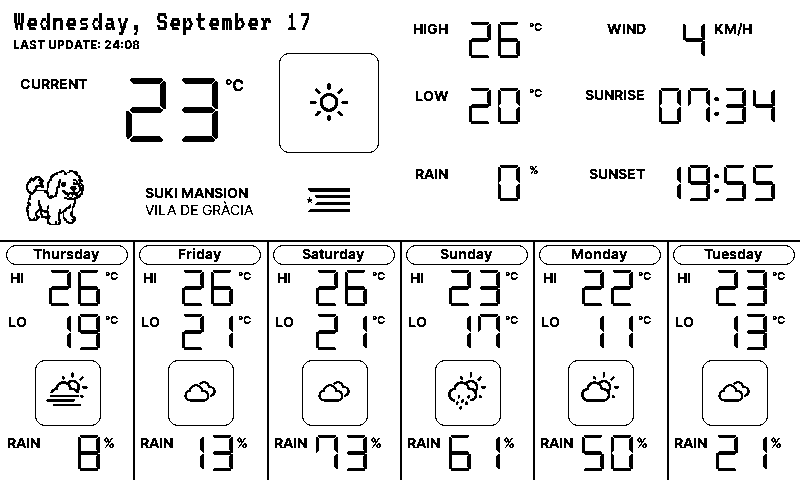 Wednesday, September 17
LAST UPDATE: 24:08
CURRENT 23 °C
SUKI MANSION
VILA DE GRÀCIA
HIGH 26 °C
LOW 20 °C
RAIN 0 %
WIND 4 KM/H
SUNRISE 07:34
SUNSET 19:55
Thursday
HI 26 °C
LO 19 °C
RAIN 8 %
Friday
HI 26 °C
LO 21 °C
RAIN 13 %
Saturday
HI 26 °C
LO 21 °C
RAIN 73 %
Sunday
HI 23 °C
LO 17 °C
RAIN 61 %
Monday
HI 22 °C
LO 11 °C
RAIN 50 %
Tuesday
HI 23 °C
LO 13 °C
RAIN 21 %